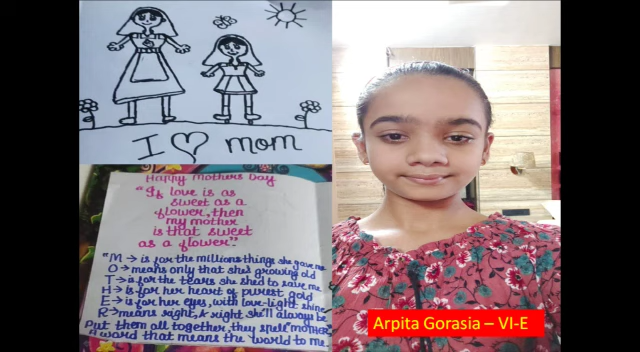 I mom
Happy Mothers Day
"If love is as
sweet as a
flower, then
my mother
is that sweet
as a flower".
"M → is for the millions things she gave me
O → means only that she's growing old
T → is for the tears she shed to save me
H → is for her heart of purest gold
E → is for her eyes, with love-light shine
R → means right, & right she'll always be
Put them all together, they spell "MOTHER"
A word that means the world to me
Arpita Gorasia – VI-E